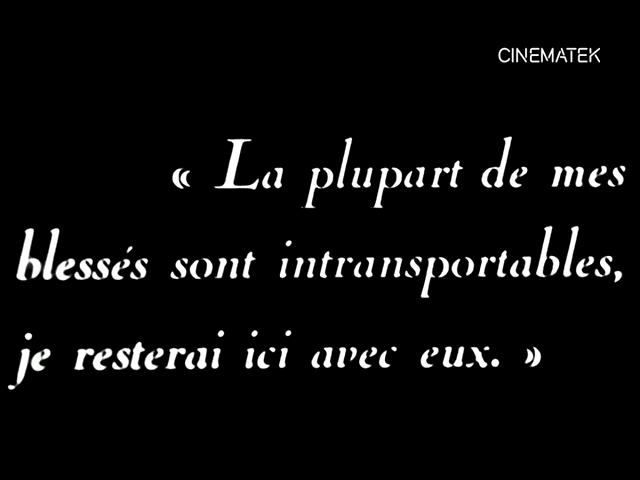 CINEMATEK
« La plupart de mes
blessés sont intransportables,
je resterai ici avec eux. »